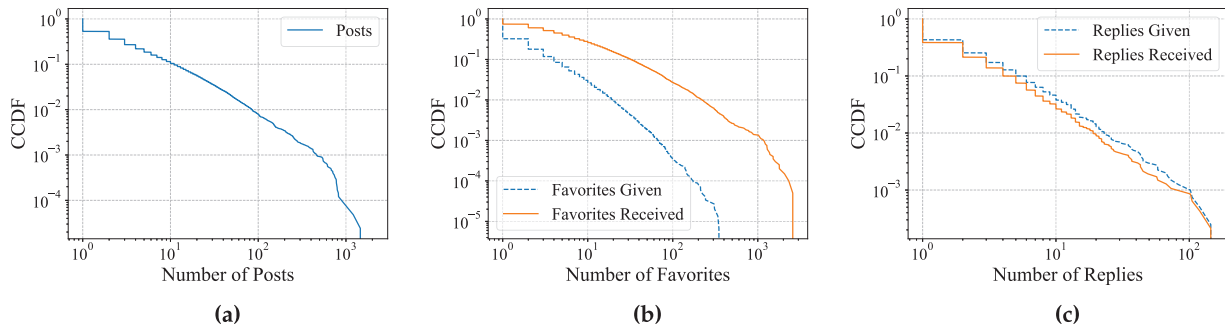 CCDF
10^0
10^-1
10^-2
10^-3
10^-4
10^0
10^1
10^2
10^3
Number of Posts
Posts
(a)
CCDF
10^0
10^-1
10^-2
10^-3
10^-4
10^-5
10^0
10^1
10^2
10^3
Number of Favorites
Favorites Given
Favorites Received
(b)
CCDF
10^0
10^-1
10^-2
10^-3
10^0
10^1
10^2
Number of Replies
Replies Given
Replies Received
(c)